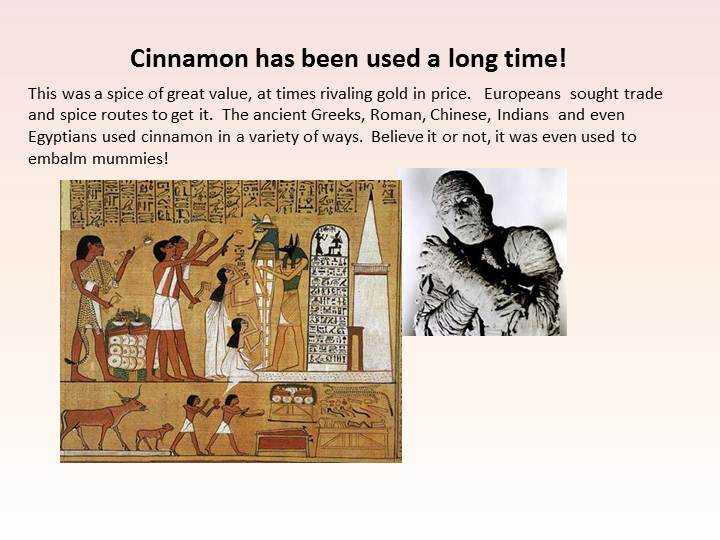 Cinnamon has been used a long time!
This was a spice of great value, at times rivaling gold in price.   Europeans  sought trade
and spice routes to get it.  The ancient Greeks, Roman, Chinese, Indians  and even
Egyptians used cinnamon in a variety of ways.  Believe it or not, it was even used to
embalm mummies!